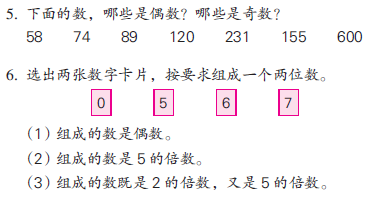 5. 下面的数，哪些是偶数？哪些是奇数？
58 74 89 120 231 155 600
6. 选出两张数字卡片，按要求组成一个两位数。
0 5 6 7
（1）组成的数是偶数。
（2）组成的数是 5 的倍数。
（3）组成的数既是 2 的倍数，又是 5 的倍数。